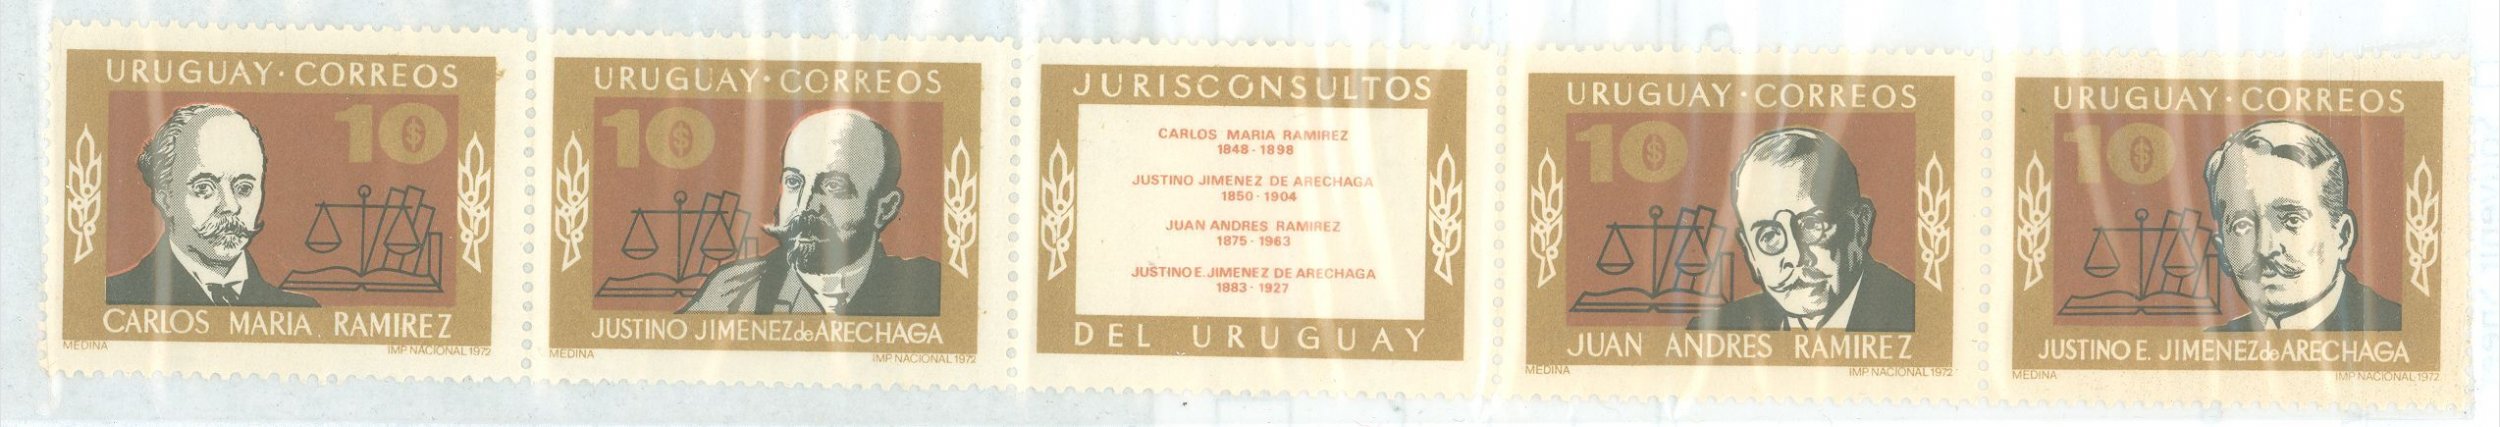 URUGUAY · CORREOS
10 $
CARLOS MARIA RAMIREZ
MEDINA IMP NACIONAL 1972
URUGUAY · CORREOS
10 $
JUSTINO JIMENEZ de ARECHAGA
MEDINA IMP NACIONAL 1972
JURISCONSULTOS
CARLOS MARIA RAMIREZ
1848 - 1898
JUSTINO JIMENEZ DE ARECHAGA
1850 - 1904
JUAN ANDRES RAMIREZ
1875 - 1963
JUSTINO E. JIMENEZ DE ARECHAGA
1883 - 1927
DEL URUGUAY
URUGUAY · CORREOS
10 $
JUAN ANDRES RAMIREZ
MEDINA IMP NACIONAL 1972
URUGUAY · CORREOS
10 $
JUSTINO E. JIMENEZ de ARECHAGA
MEDINA IMP NACIONAL 1972